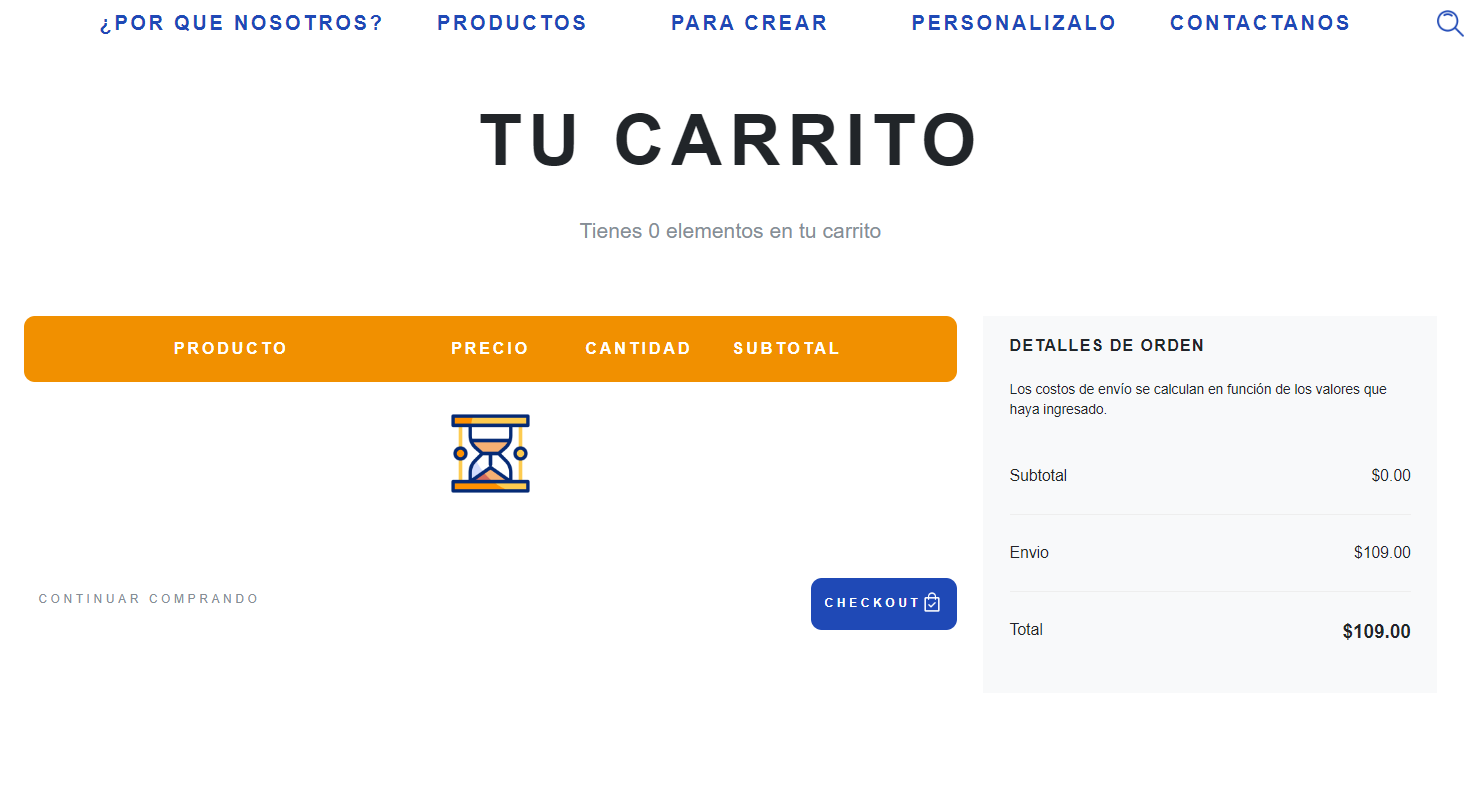 ¿POR QUE NOSOTROS? PRODUCTOS PARA CREAR PERSONALIZALO CONTACTANOS
TU CARRITO
Tienes 0 elementos en tu carrito
PRODUCTO PRECIO CANTIDAD SUBTOTAL
CONTINUAR COMPRANDO
CHECKOUT
DETALLES DE ORDEN
Los costos de envío se calculan en función de los valores que
haya ingresado.
Subtotal $0.00
Envio $109.00
Total $109.00